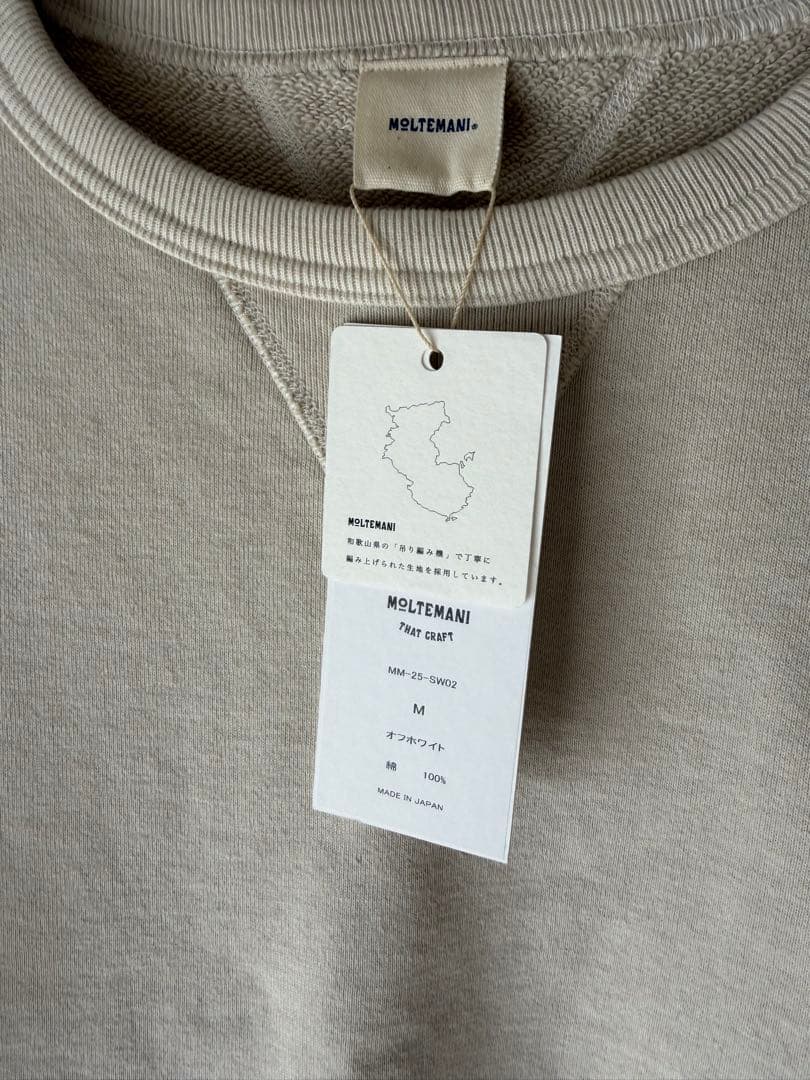 MOLTEMANI®
MOLTEMANI
和歌山県の「吊り編み機」で丁寧に
編み上げられた生地を採用しています。
MOLTEMANI
THAT CRAFT
MM-25-SW02
M
オフホワイト
綿 100%
MADE IN JAPAN